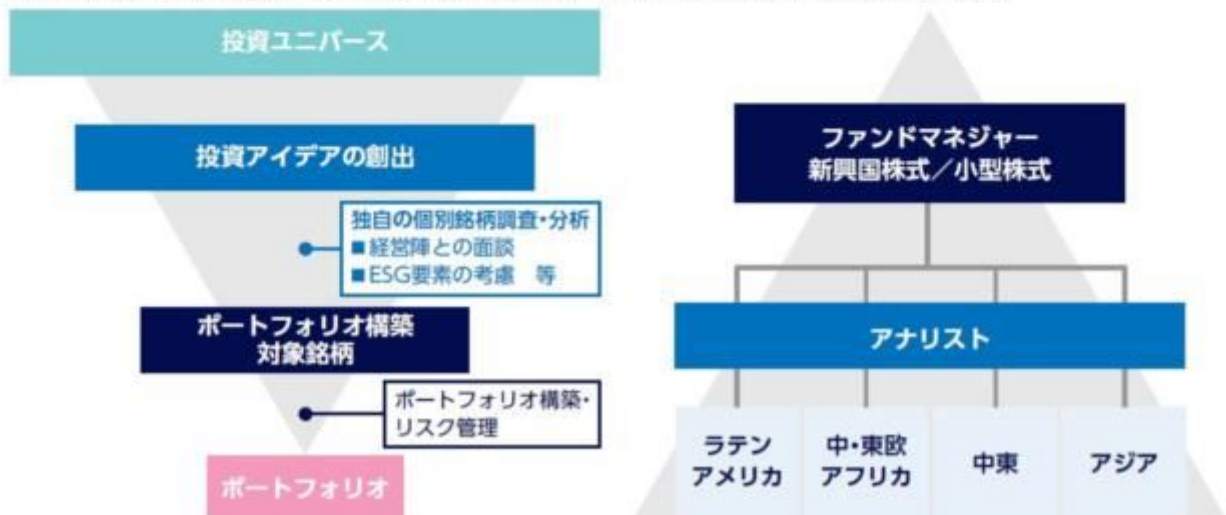 投資ユニバース
投資アイデアの創出
独自の個別銘柄調査・分析
■経営陣との面談
■ESG要素の考慮 等
ポートフォリオ構築
対象銘柄
ポートフォリオ構築・
リスク管理
ポートフォリオ
ファンドマネジャー
新興国株式／小型株式
アナリスト
ラテン
アメリカ
中・東欧
アフリカ
中東
アジア